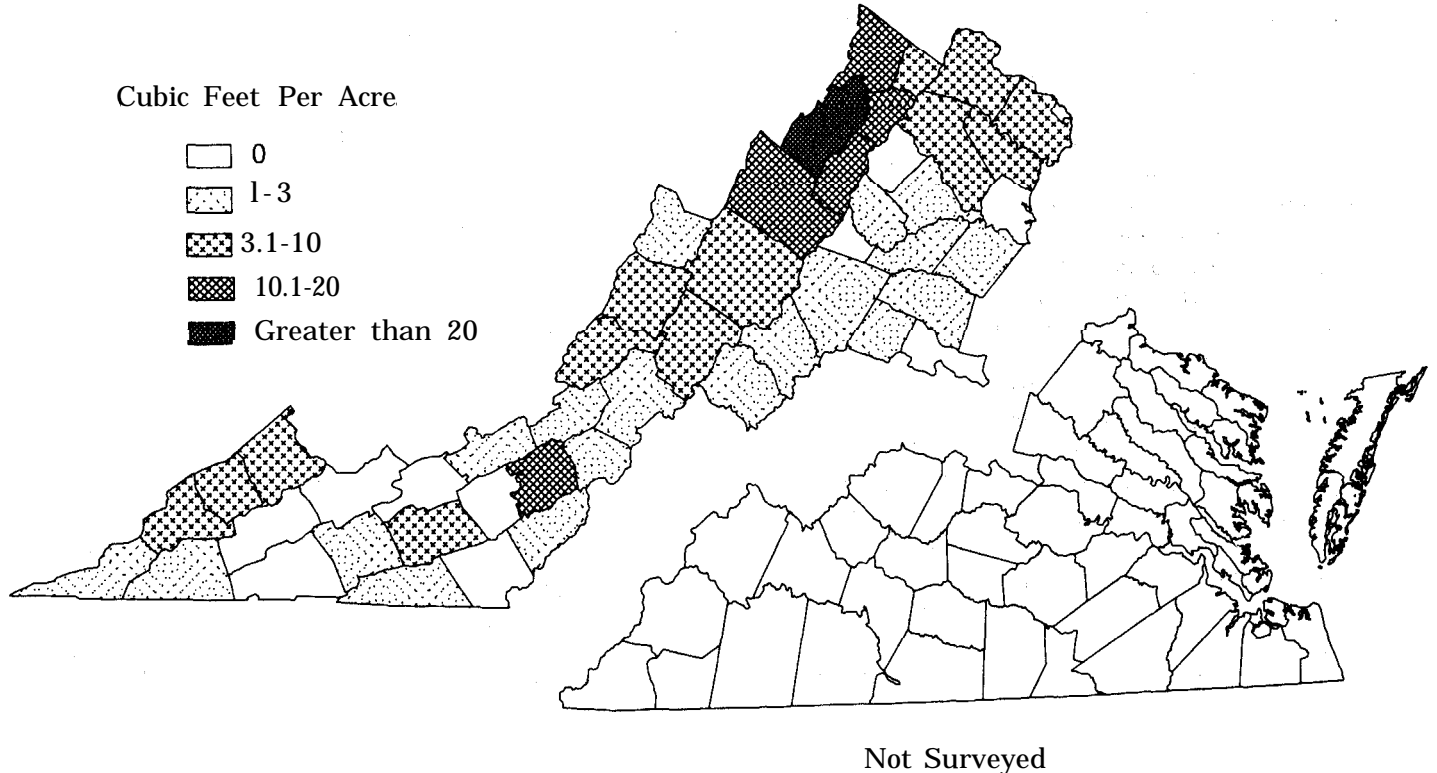 Cubic Feet Per Acre
0
1-3
3.1-10
10.1-20
Greater than 20
Not Surveyed